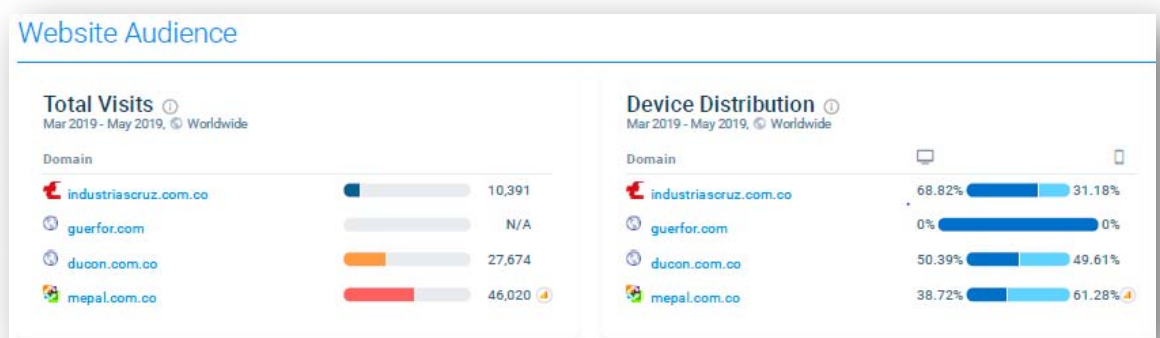 Website Audience
Total Visits
Mar 2019 - May 2019, Worldwide
Domain
industriascruz.com.co 10,391
guerfor.com N/A
ducon.com.co 27,674
mepal.com.co 46,020
Device Distribution
Mar 2019 - May 2019, Worldwide
Domain
industriascruz.com.co 68.82% 31.18%
guerfor.com 0% 0%
ducon.com.co 50.39% 49.61%
mepal.com.co 38.72% 61.28%